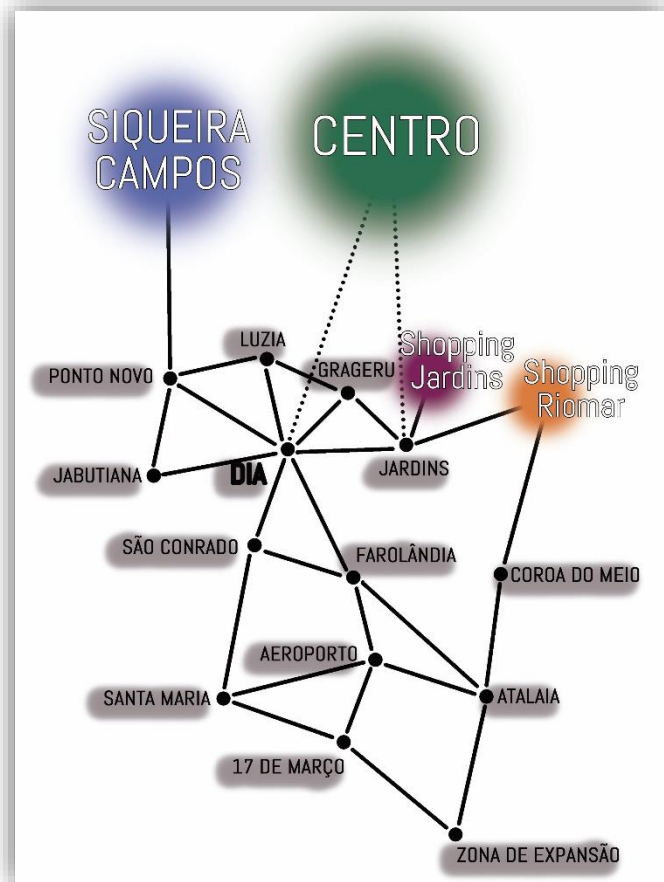 SIQUEIRA
CAMPOS
CENTRO
LUZIA
GRAGERU
Shopping
Jardins
Shopping
Riomar
PONTO NOVO
JABUTIANA
DIA
JARDINS
SÃO CONRADO
FAROLÂNDIA
COROA DO MEIO
AEROPORTO
SANTA MARIA
ATALAIA
17 DE MARÇO
ZONA DE EXPANSÃO